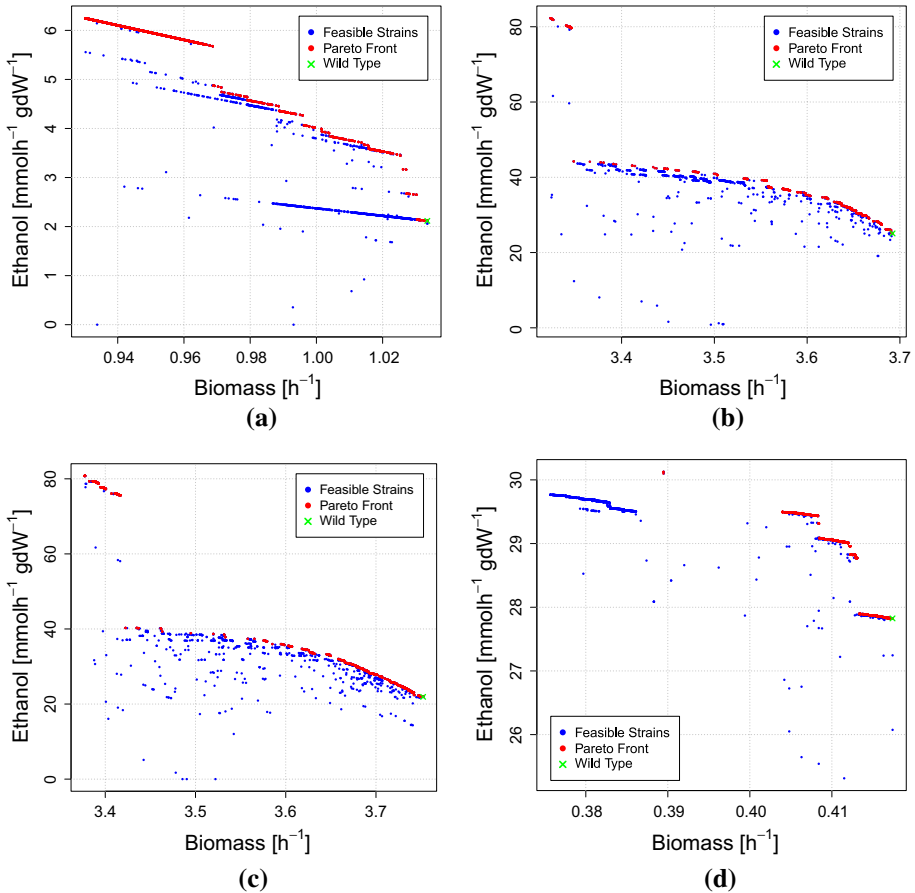 Ethanol [mmolh⁻¹ gdW⁻¹]
6
5
4
3
2
1
0
Feasible Strains
Pareto Front
Wild Type
0.94 0.96 0.98 1.00 1.02
Biomass [h⁻¹]
(a)
Ethanol [mmolh⁻¹ gdW⁻¹]
80
60
40
20
0
Feasible Strains
Pareto Front
Wild Type
3.4 3.5 3.6 3.7
Biomass [h⁻¹]
(b)
Ethanol [mmolh⁻¹ gdW⁻¹]
80
60
40
20
0
Feasible Strains
Pareto Front
Wild Type
3.4 3.5 3.6 3.7
Biomass [h⁻¹]
(c)
Ethanol [mmolh⁻¹ gdW⁻¹]
30
29
28
27
26
Feasible Strains
Pareto Front
Wild Type
0.38 0.39 0.40 0.41
Biomass [h⁻¹]
(d)